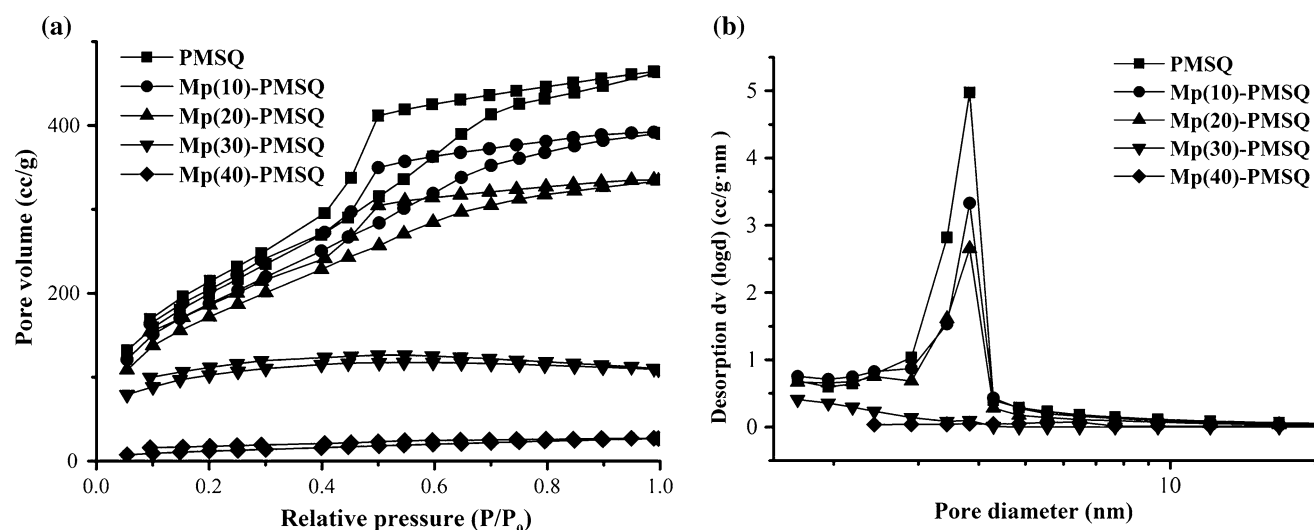 (a)
PMSQ
Mp(10)-PMSQ
Mp(20)-PMSQ
Mp(30)-PMSQ
Mp(40)-PMSQ
Pore volume (cc/g)
400
200
0
0.0 0.2 0.4 0.6 0.8 1.0
Relative pressure (P/P₀)
(b)
PMSQ
Mp(10)-PMSQ
Mp(20)-PMSQ
Mp(30)-PMSQ
Mp(40)-PMSQ
Desorption dv (logd) (cc/g·nm)
5
4
3
2
1
0
10
Pore diameter (nm)